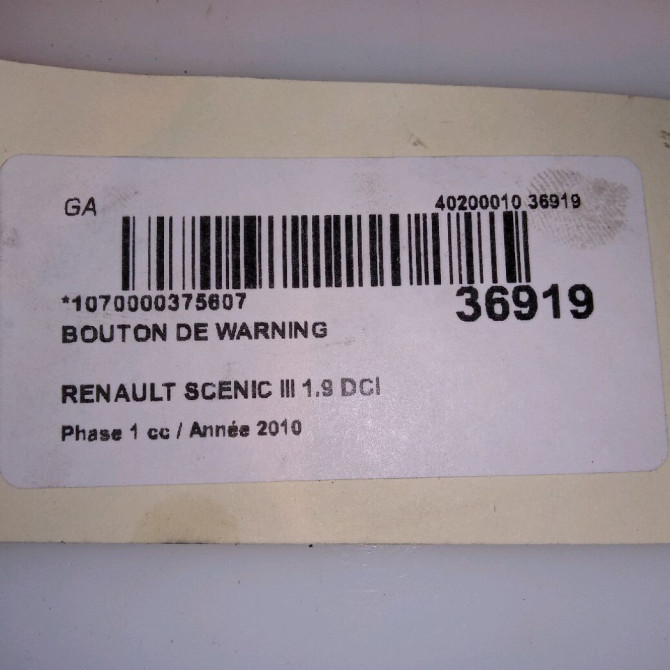 GA
40200010 36919
*1070000375607
36919
BOUTON DE WARNING
RENAULT SCENIC III 1.9 DCI
Phase 1 cc / Année 2010